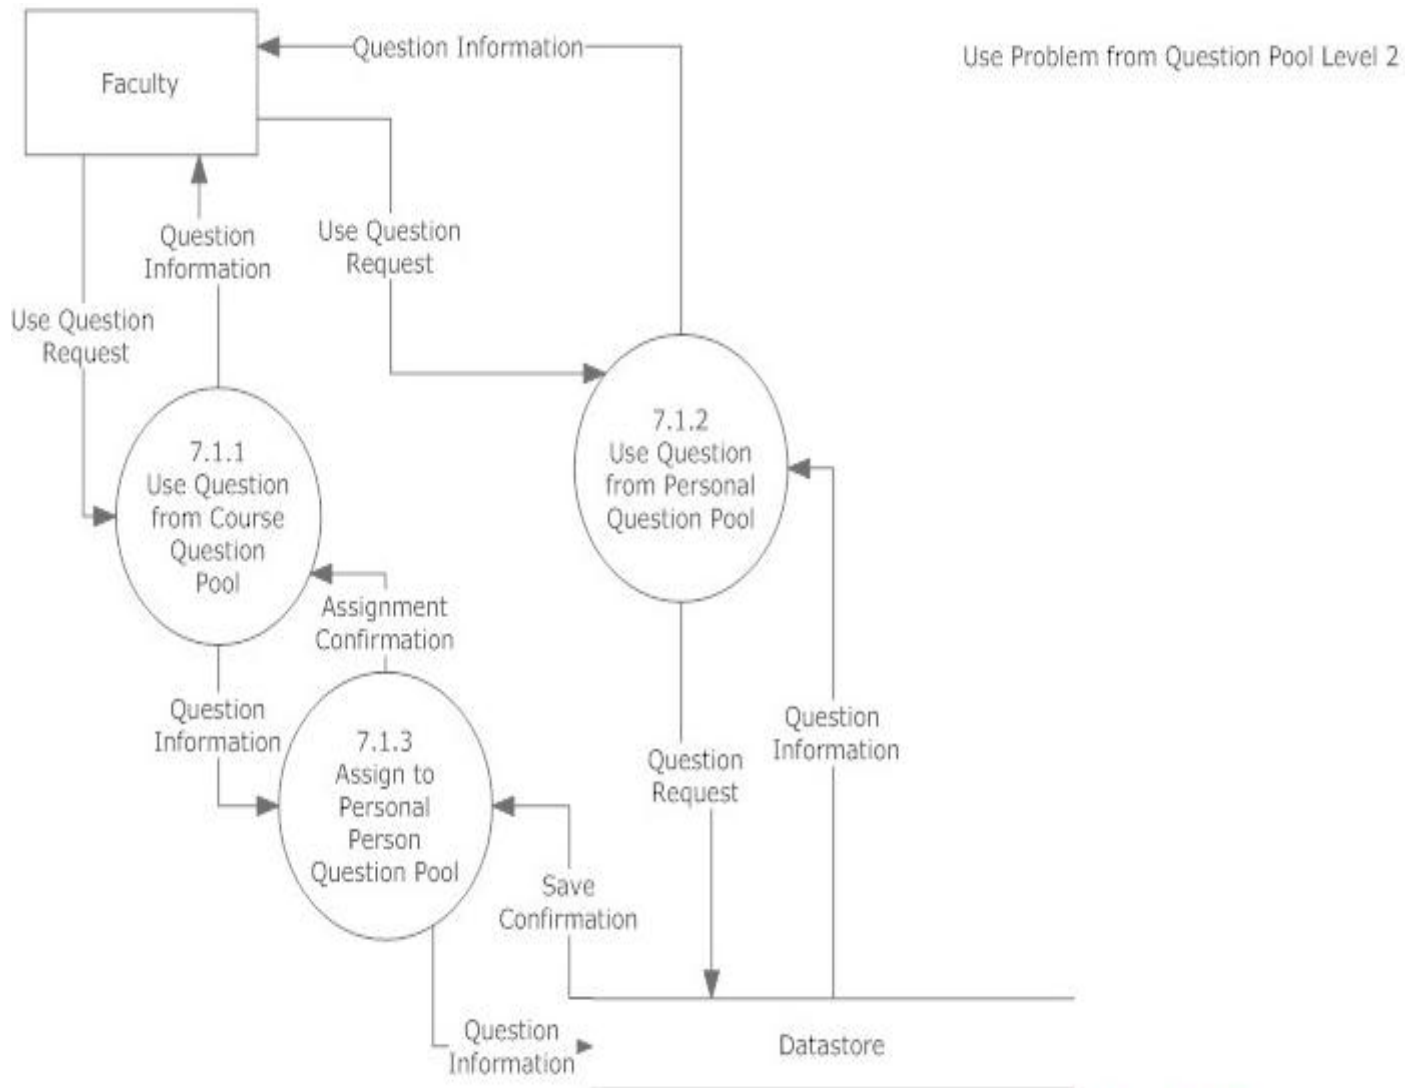 Question Information
Use Problem from Question Pool Level 2
Faculty
Question
Information
Use Question
Request
Use Question
Request
7.1.1
Use Question
from Course
Question
Pool
7.1.2
Use Question
from Personal
Question Pool
Assignment
Confirmation
Question
Information
7.1.3
Assign to
Personal
Person
Question Pool
Question
Request
Question
Information
Save
Confirmation
Question
Information
Datastore